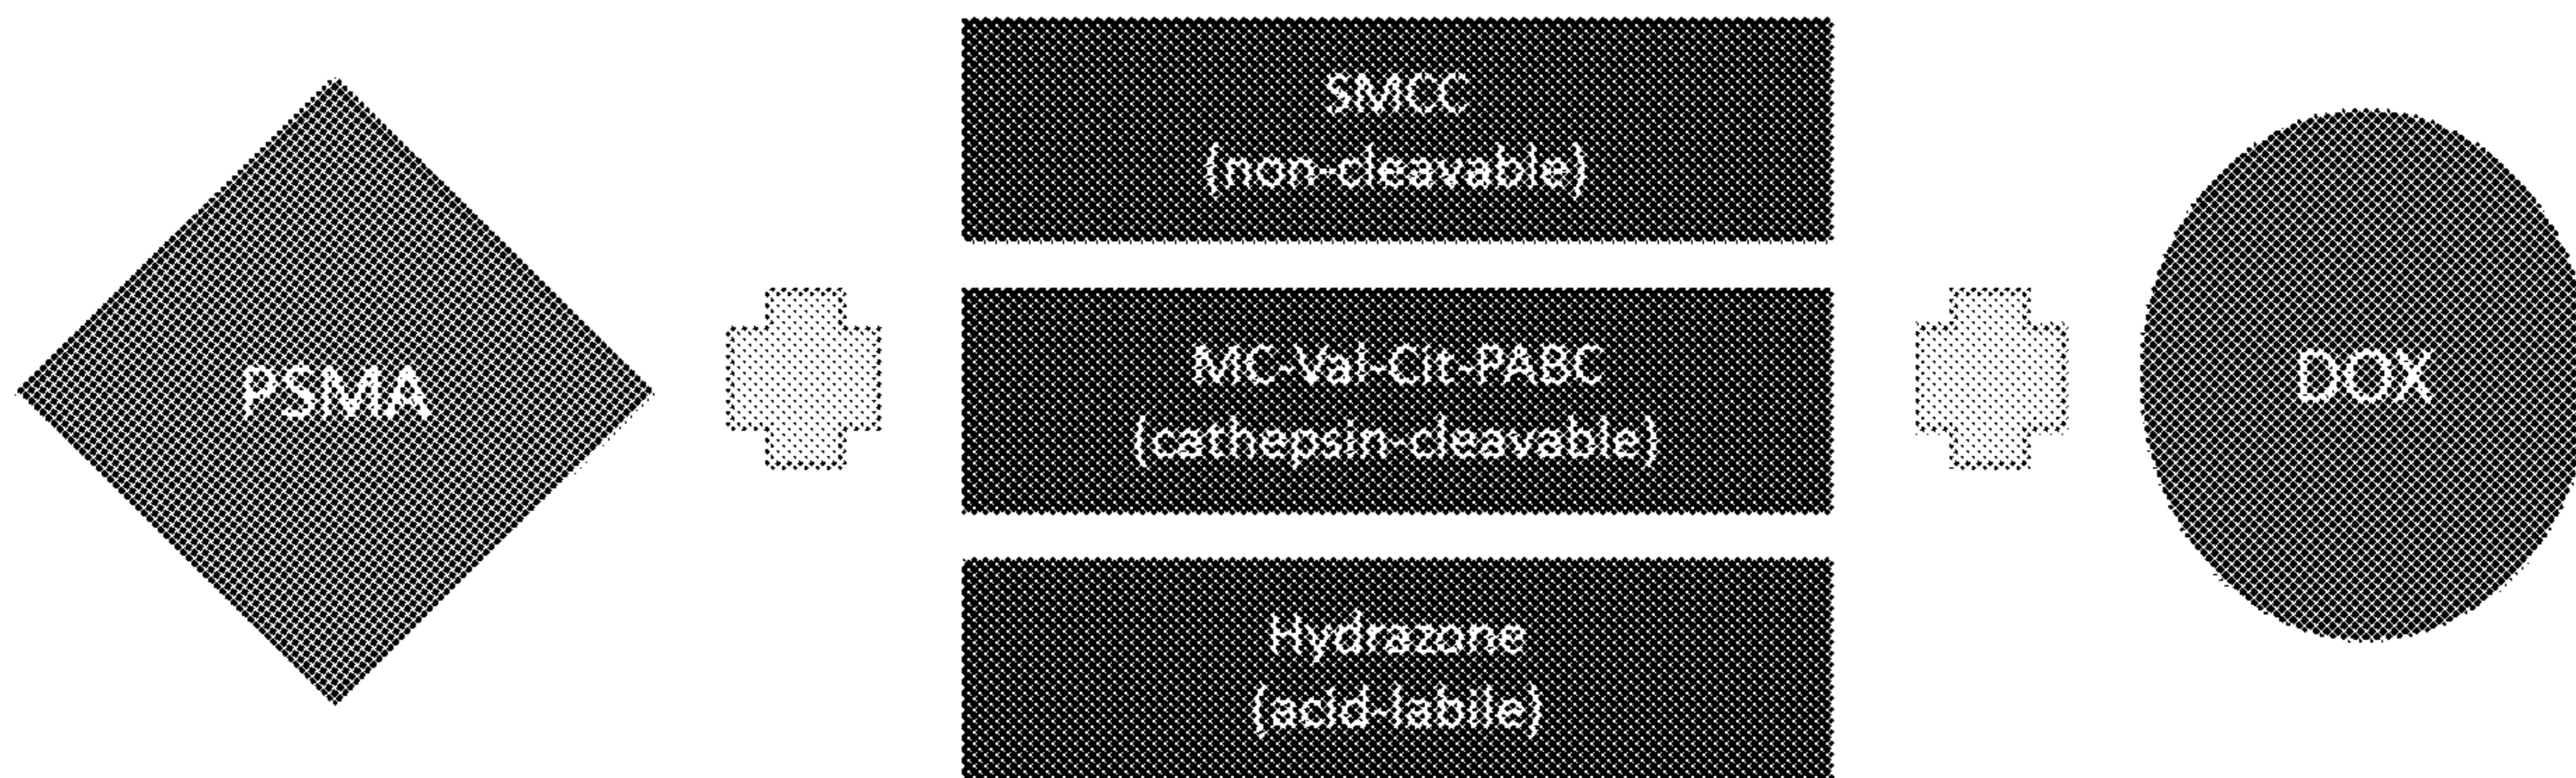 PSMA
SMCC
(non-cleavable)
MC-Val-Cit-PABC
(cathepsin-cleavable)
Hydrazone
(acid-labile)
DOX